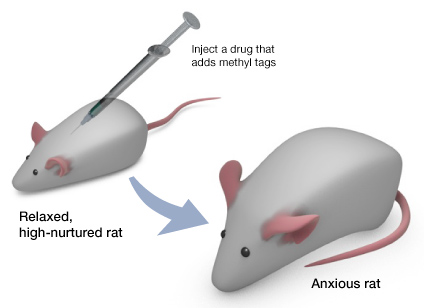 Inject a drug that
adds methyl tags
Relaxed,
high-nurtured rat
Anxious rat